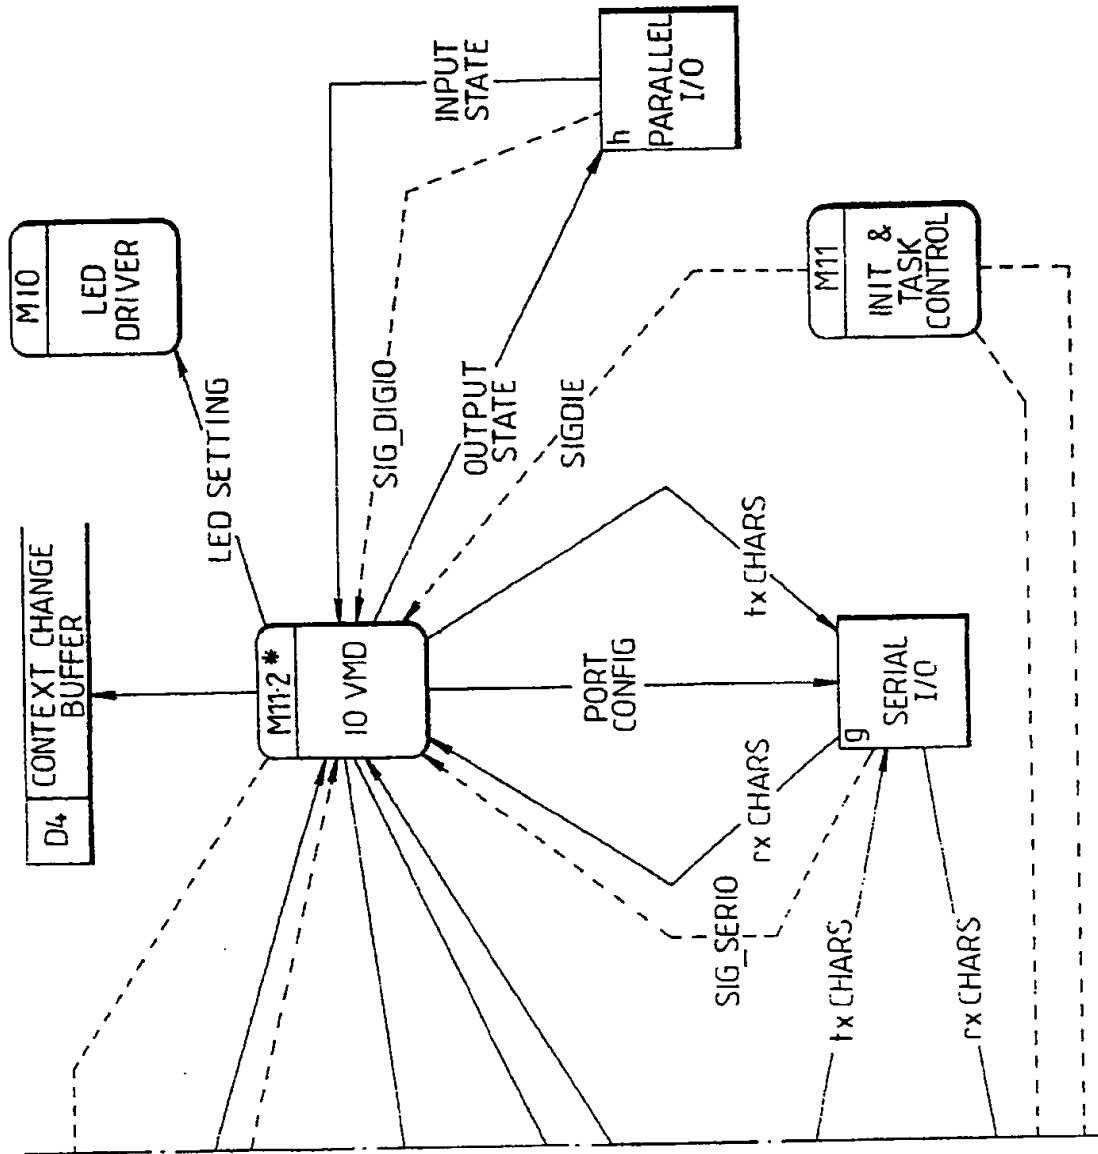 D4
CONTEXT CHANGE
BUFFER
M10
LED
DRIVER
LED SETTING
M11·2*
IO VMD
INPUT
STATE
SIG_DIGIO
OUTPUT
STATE
h
PARALLEL
I/O
SIGDIE
M11
INIT &
TASK
CONTROL
tx CHARS
PORT
CONFIG
rx CHARS
SIG_SERIO
g
SERIAL
I/O
tx CHARS
rx CHARS